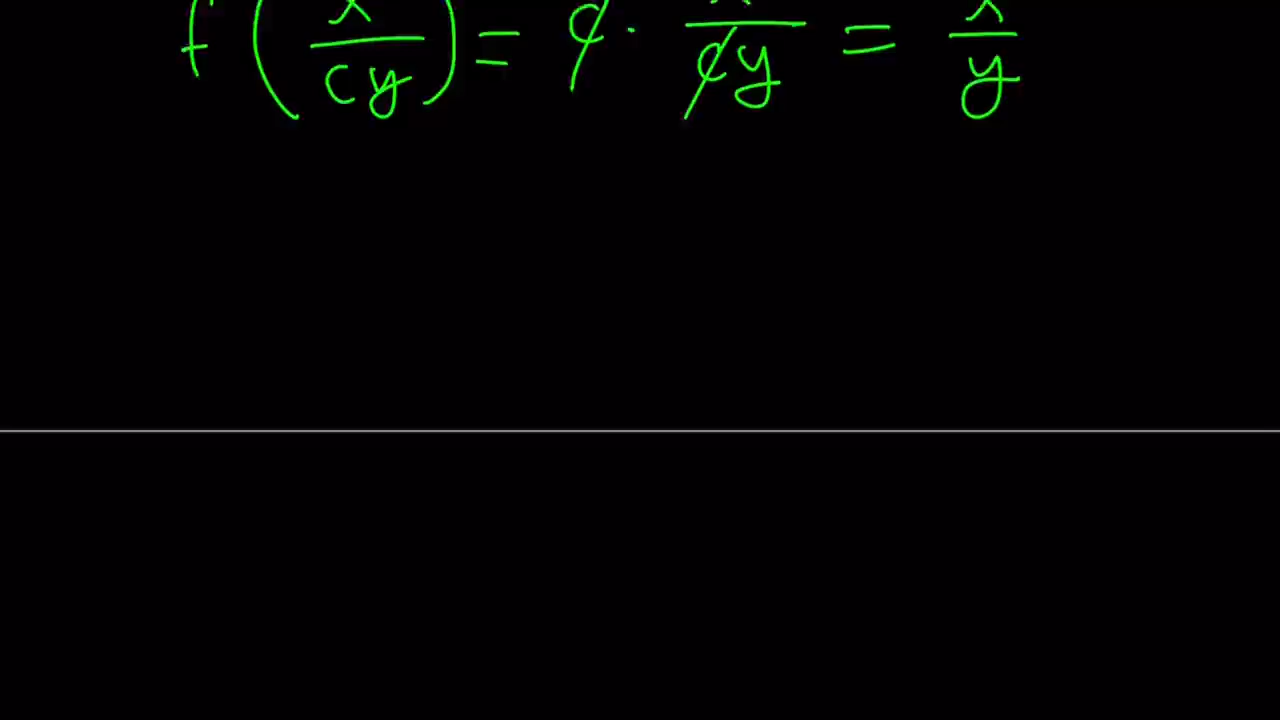 f(x/cy) = c · x/cy = x/y